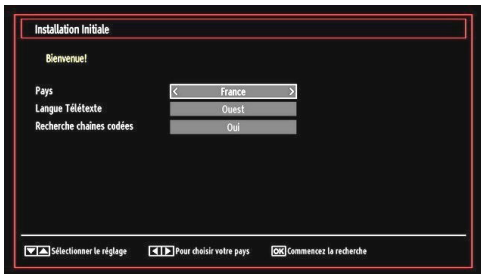 Installation Initiale
Bienvenue!
Pays < France >
Langue Télétexte Ouest
Recherche chaînes codées Oui
Sélectionner le réglage Pour choisir votre pays OK Commencez la recherche